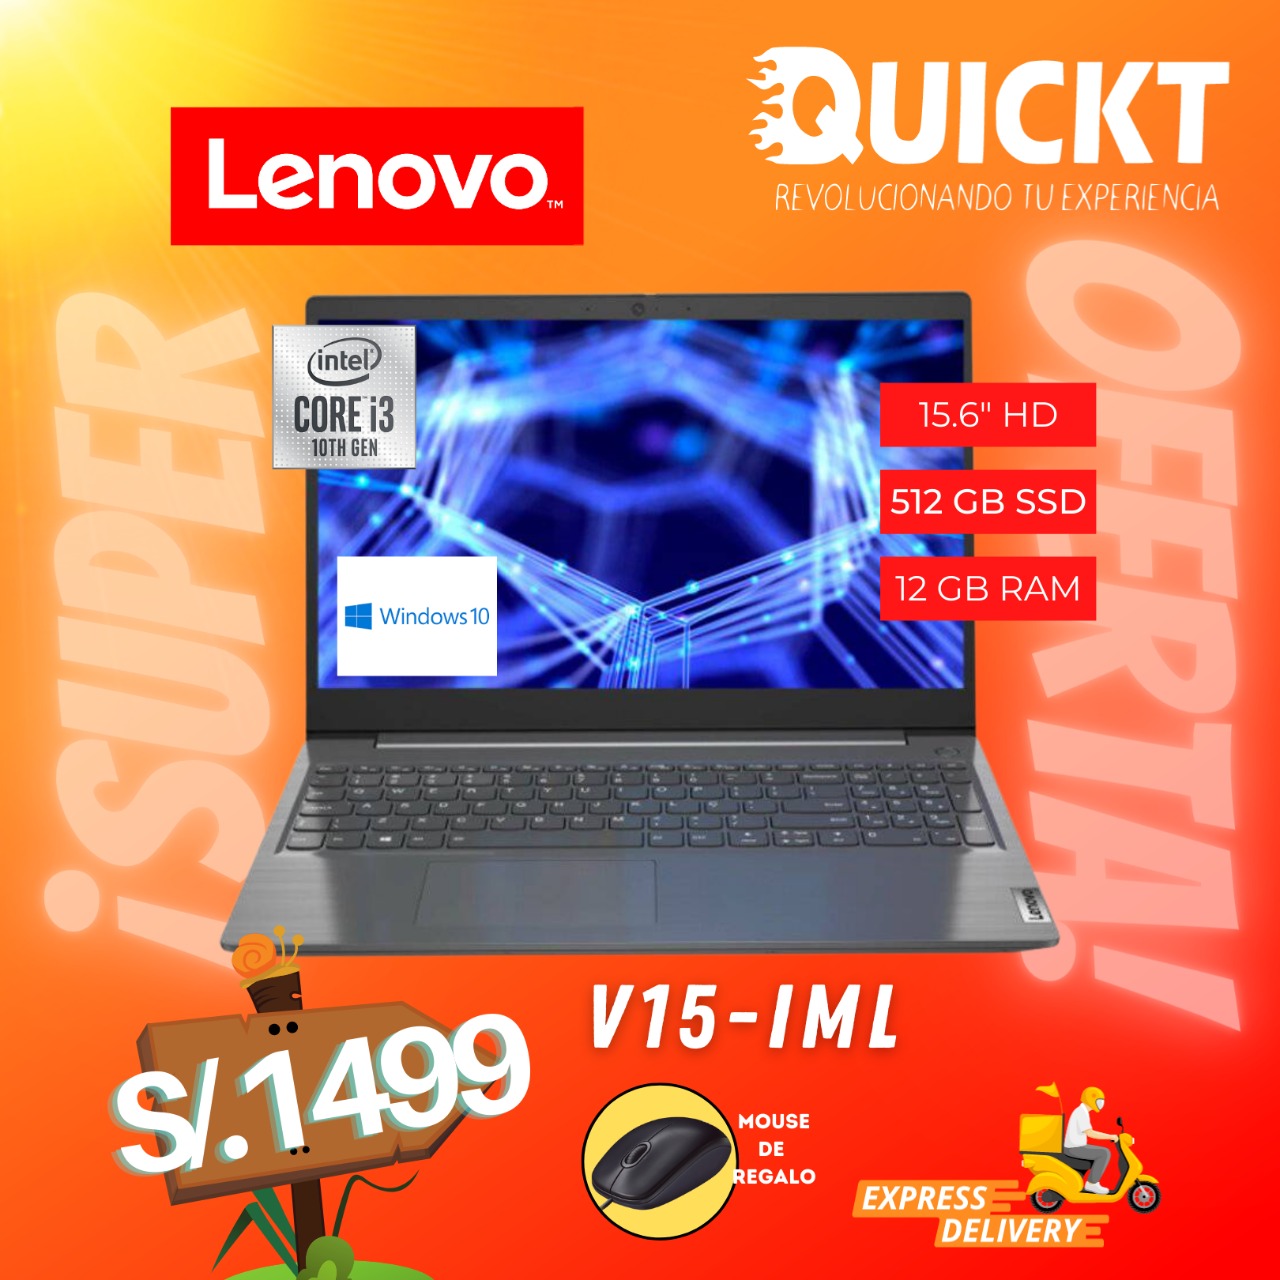 QUICKT
REVOLUCIONANDO TU EXPERIENCIA
Lenovo™
¡SUPER
OFERTA!
intel
CORE i3
10TH GEN
15.6" HD
512 GB SSD
12 GB RAM
Windows 10
Lenovo
V15-IML
S/.1499
MOUSE
DE
REGALO
EXPRESS
DELIVERY